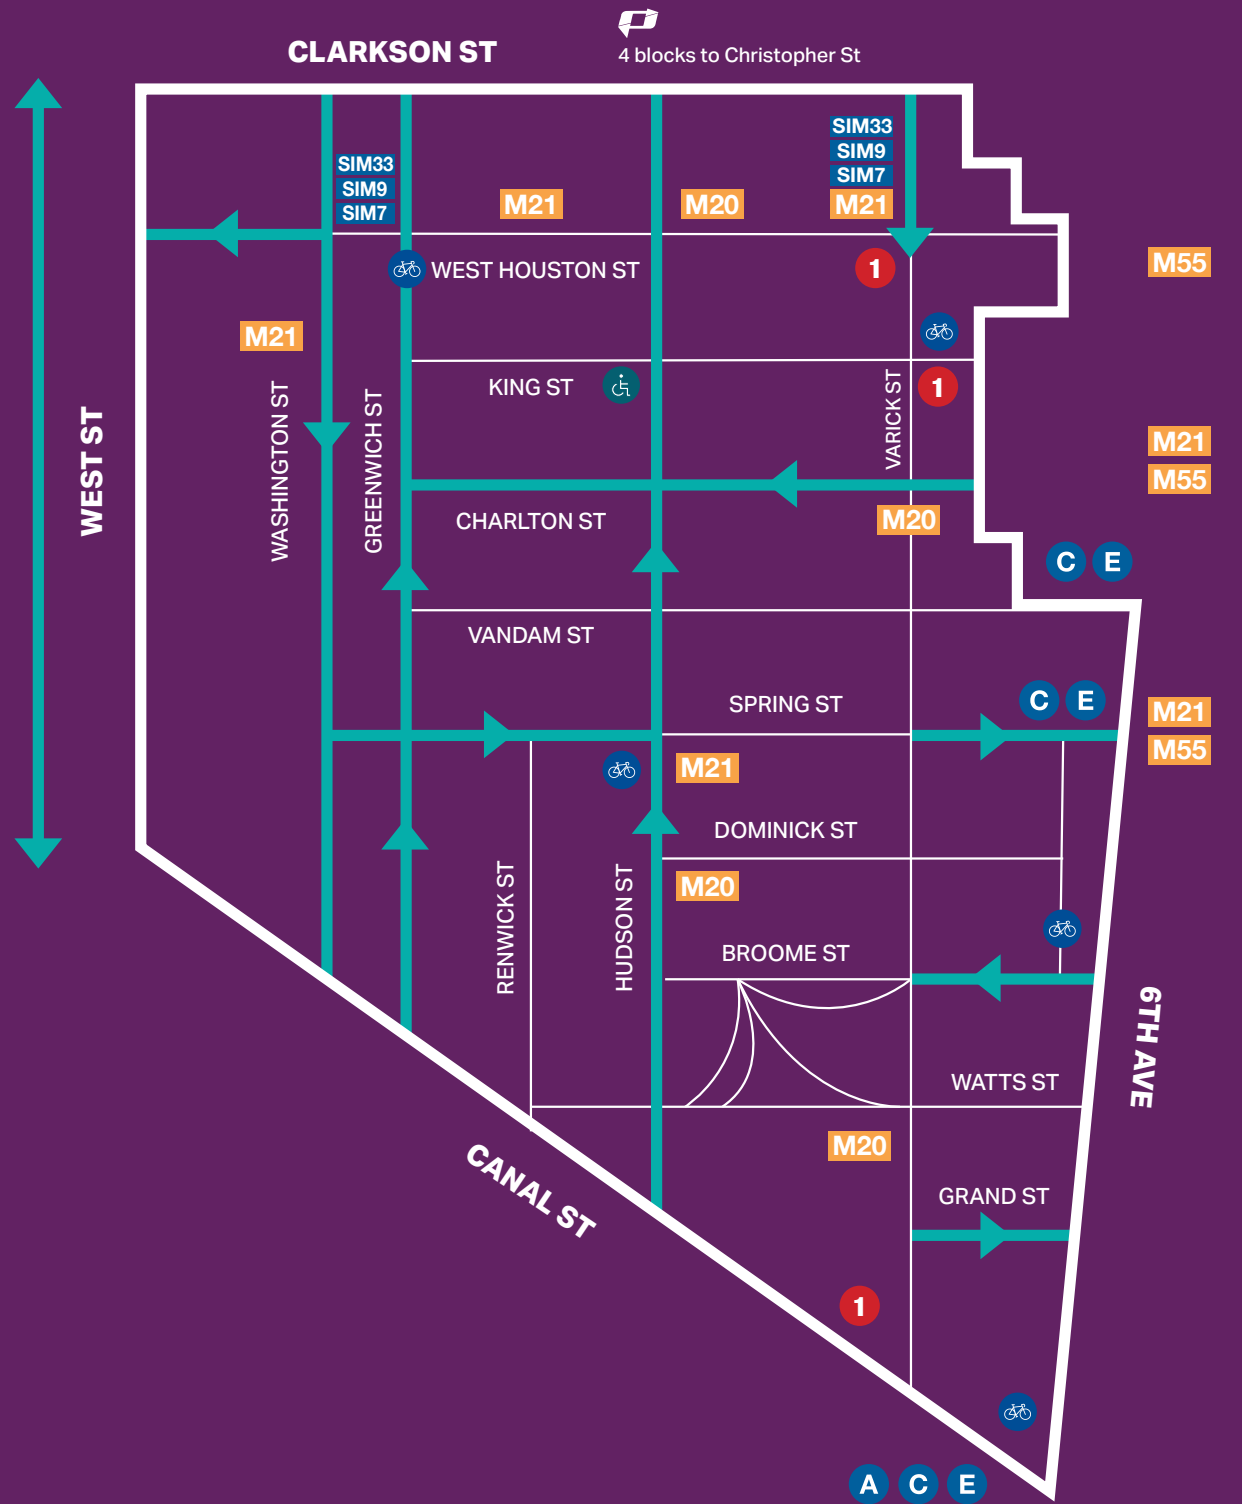 CLARKSON ST
4 blocks to Christopher St
SIM33
SIM9
SIM7
SIM33
SIM9
SIM7
M21
M20
M21
WEST HOUSTON ST
1
M55
M21
KING ST
1
WASHINGTON ST
GREENWICH ST
VARICK ST
WEST ST
M21
M55
CHARLTON ST
M20
C E
VANDAM ST
SPRING ST
C E
M21
M55
M21
DOMINICK ST
RENWICK ST
HUDSON ST
M20
BROOME ST
6TH AVE
WATTS ST
CANAL ST
M20
GRAND ST
1
A C E